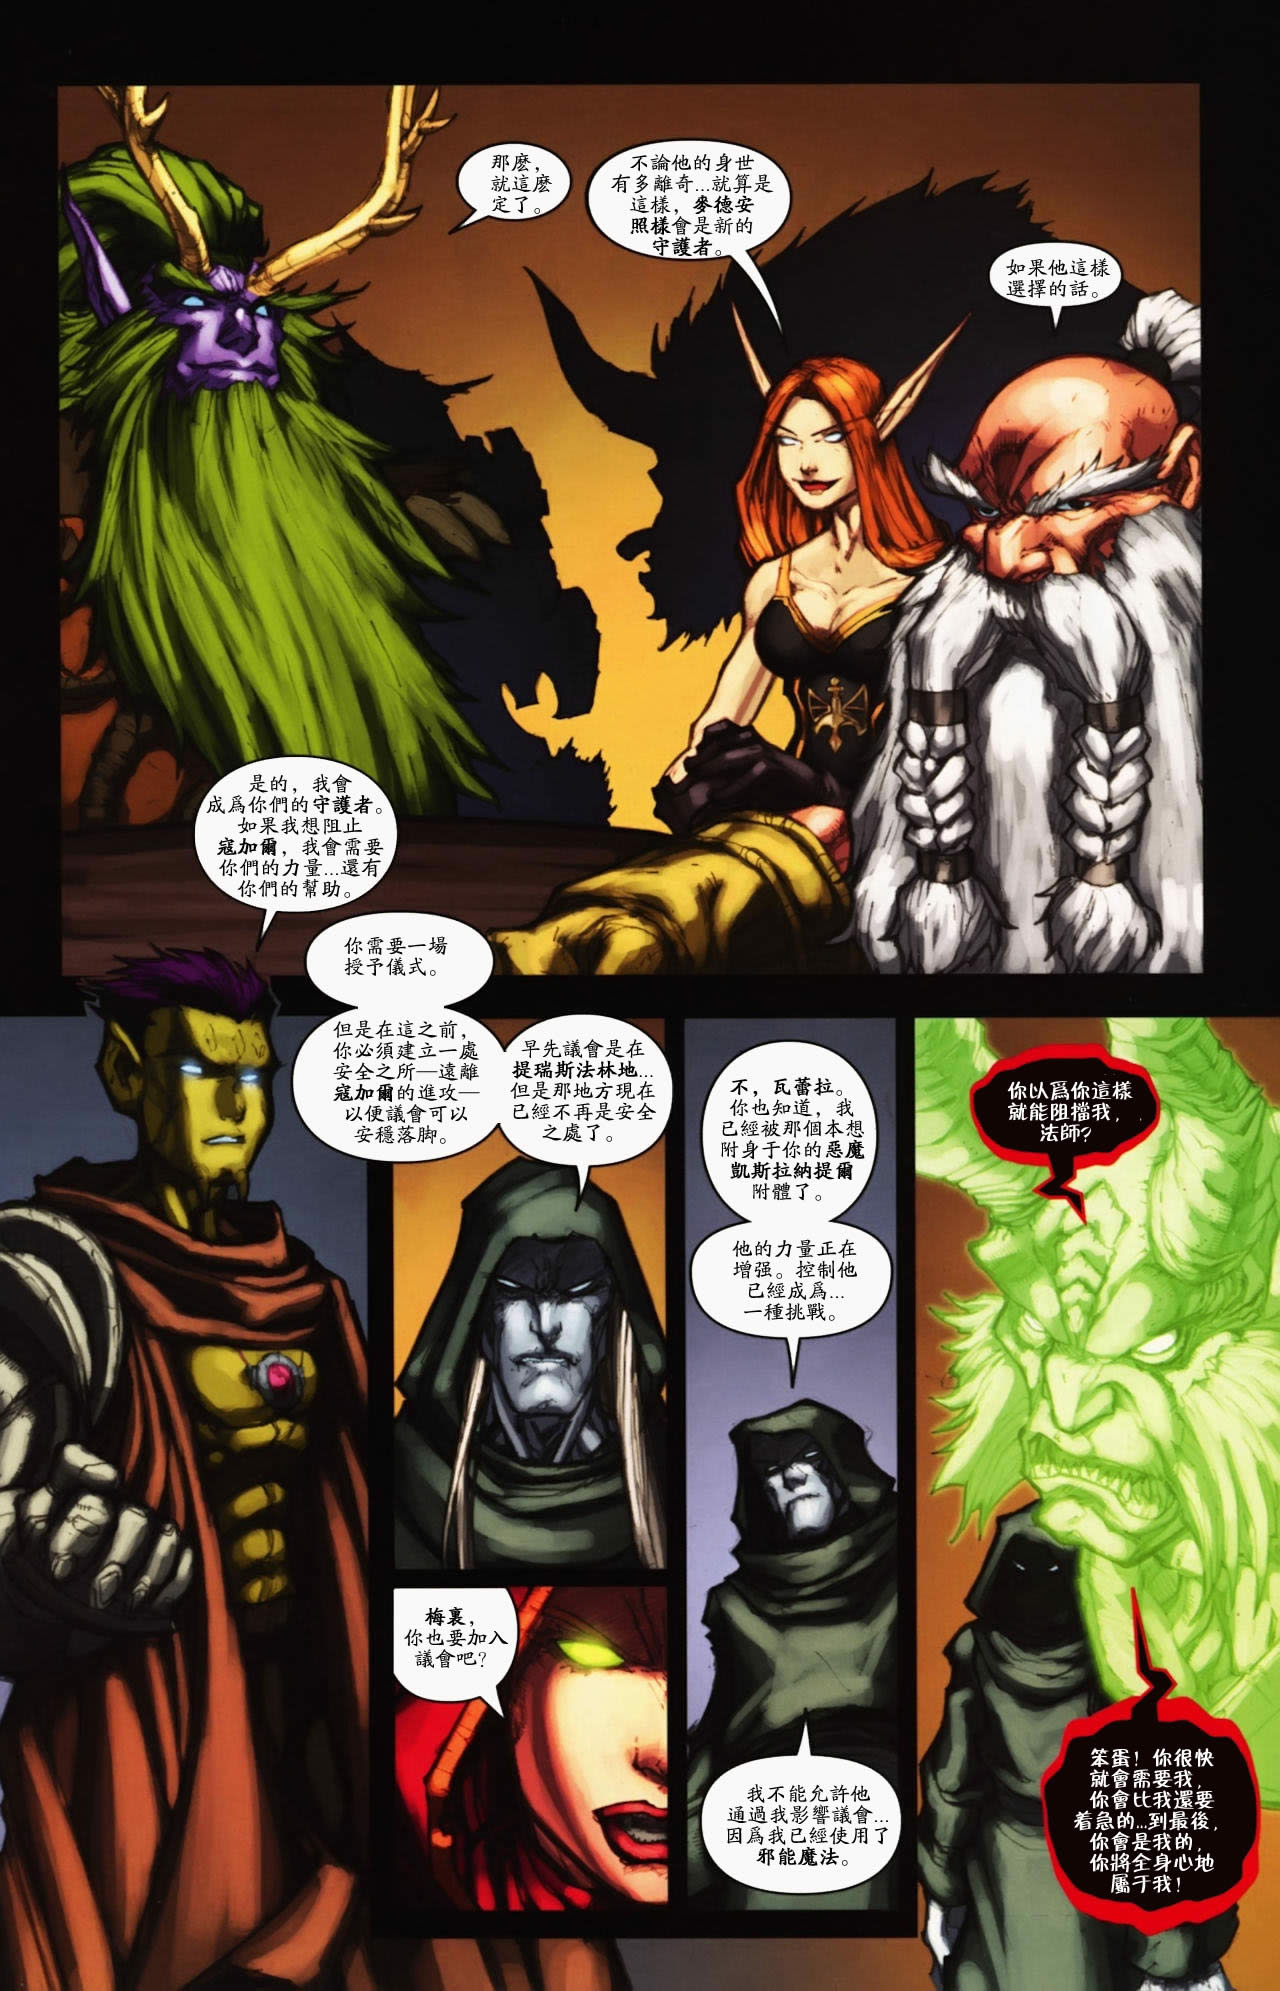 那麽，
就這麽
定了。
不論他的身世
有多離奇...就算是
這樣，麥德安
照樣會是新的
守護者。
如果他這樣
選擇的話。
是的，我會
成爲你們的守護者。
如果我想阻止
寇加爾，我會需要
你們的力量...還有
你們的幫助。
你需要一場
授予儀式。
但是在這之前，
你必須建立一處
安全之所—遠離
寇加爾的進攻—
以便議會可以
安穩落脚。
早先議會是在
提瑞斯法林地...
但是那地方現在
已經不再是安全
之處了。
梅裏，
你也要加入
議會吧？
不，瓦蕾拉。
你也知道，我
已經被那個本想
附身于你的惡魔
凱斯拉納提爾
附體了。
他的力量正在
增强。控制他
已經成爲...
一種挑戰。
我不能允許他
通過我影響議會...
因爲我已經使用了
邪能魔法。
你以爲你這樣
就能阻擋我，
法師？
笨蛋！你很快
就會需要我，
你會比我還要
着急的...到最後，
你會是我的，
你將全身心地
屬于我！